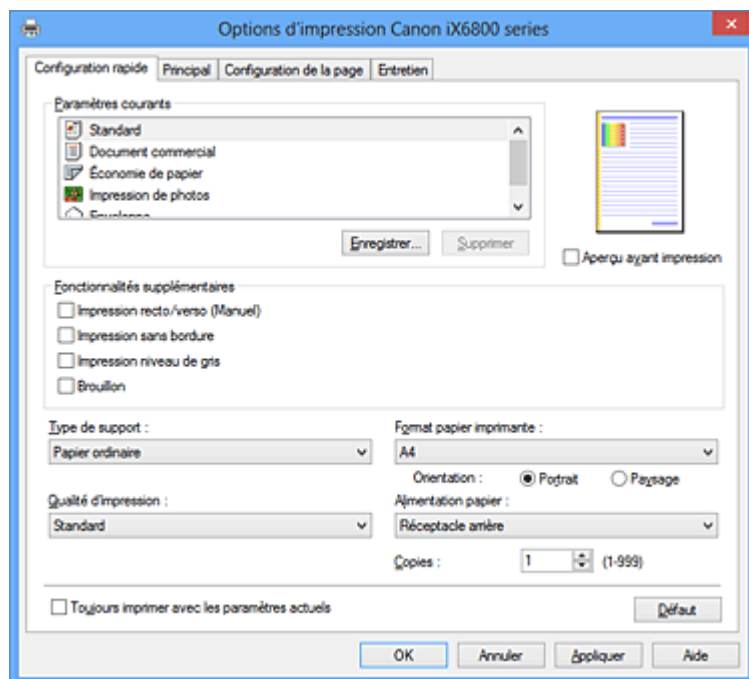 Options d'impression Canon iX6800 series
Configuration rapide Principal Configuration de la page Entretien
Paramètres courants
Standard
Document commercial
Économie de papier
Impression de photos
Enveloppe
Enregistrer... Supprimer
Aperçu avant impression
Fonctionnalités supplémentaires
Impression recto/verso (Manuel)
Impression sans bordure
Impression niveau de gris
Brouillon
Type de support :
Papier ordinaire
Format papier imprimante :
A4
Orientation : Portrait Paysage
Qualité d'impression :
Standard
Alimentation papier :
Réceptacle arrière
Copies : 1 (1-999)
Toujours imprimer avec les paramètres actuels
Défaut
OK Annuler Appliquer Aide